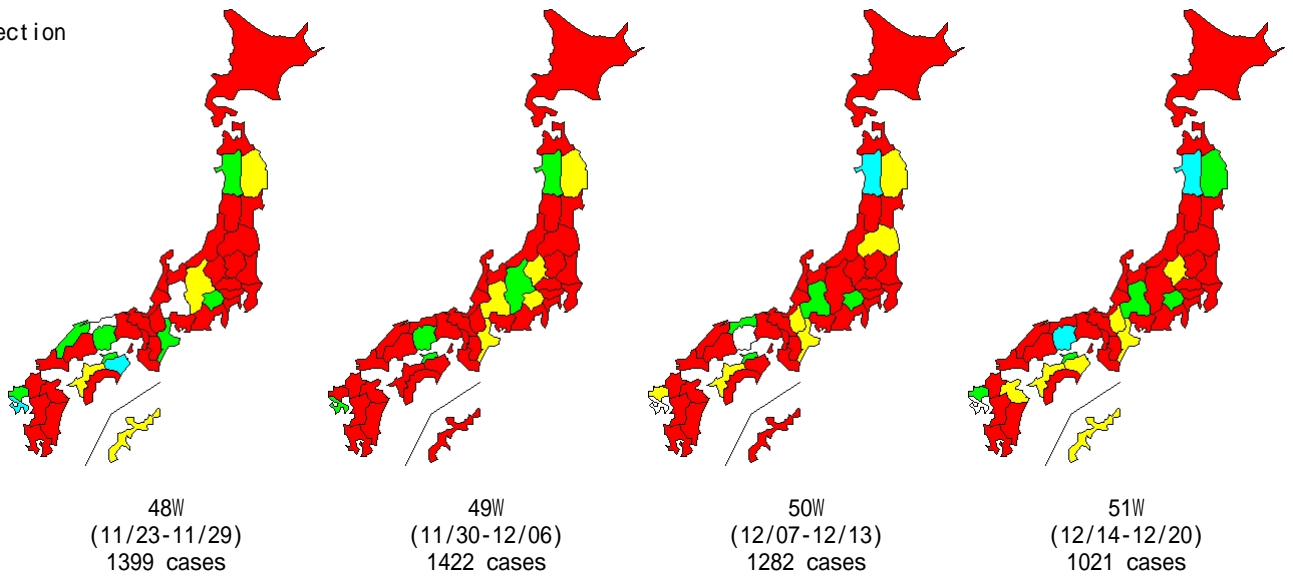 ection
48W
(11/23-11/29)
1399 cases
49W
(11/30-12/06)
1422 cases
50W
(12/07-12/13)
1282 cases
51W
(12/14-12/20)
1021 cases